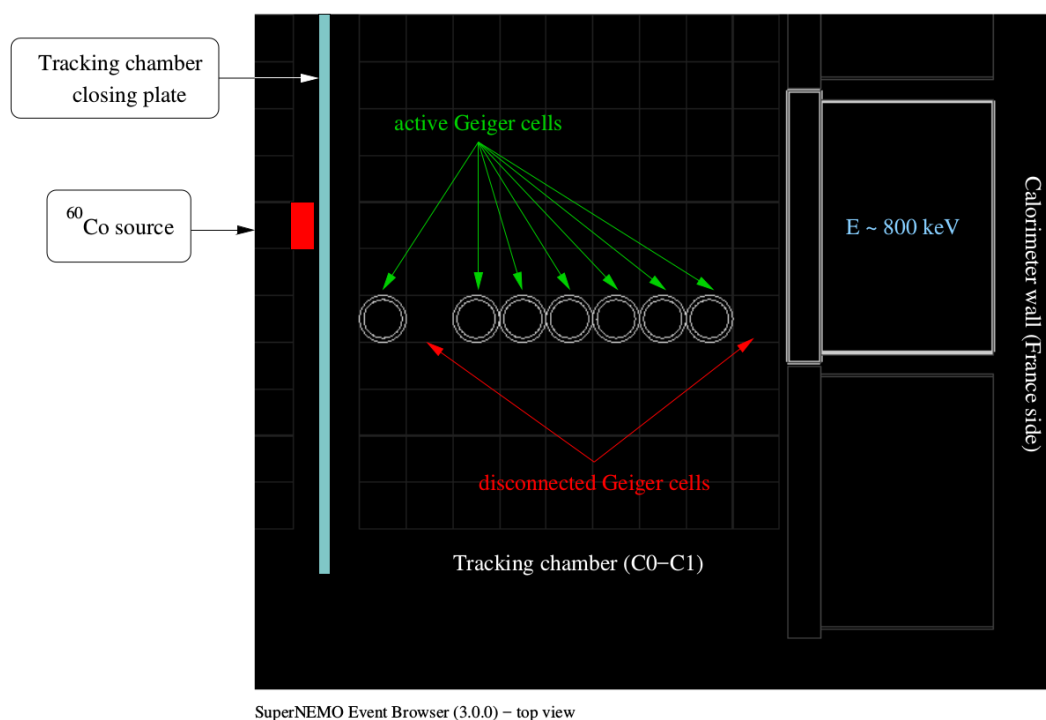 Tracking chamber
closing plate
active Geiger cells
⁶⁰Co source
E ~ 800 keV
Calorimeter wall (France side)
disconnected Geiger cells
Tracking chamber (C0−C1)
SuperNEMO Event Browser (3.0.0) − top view